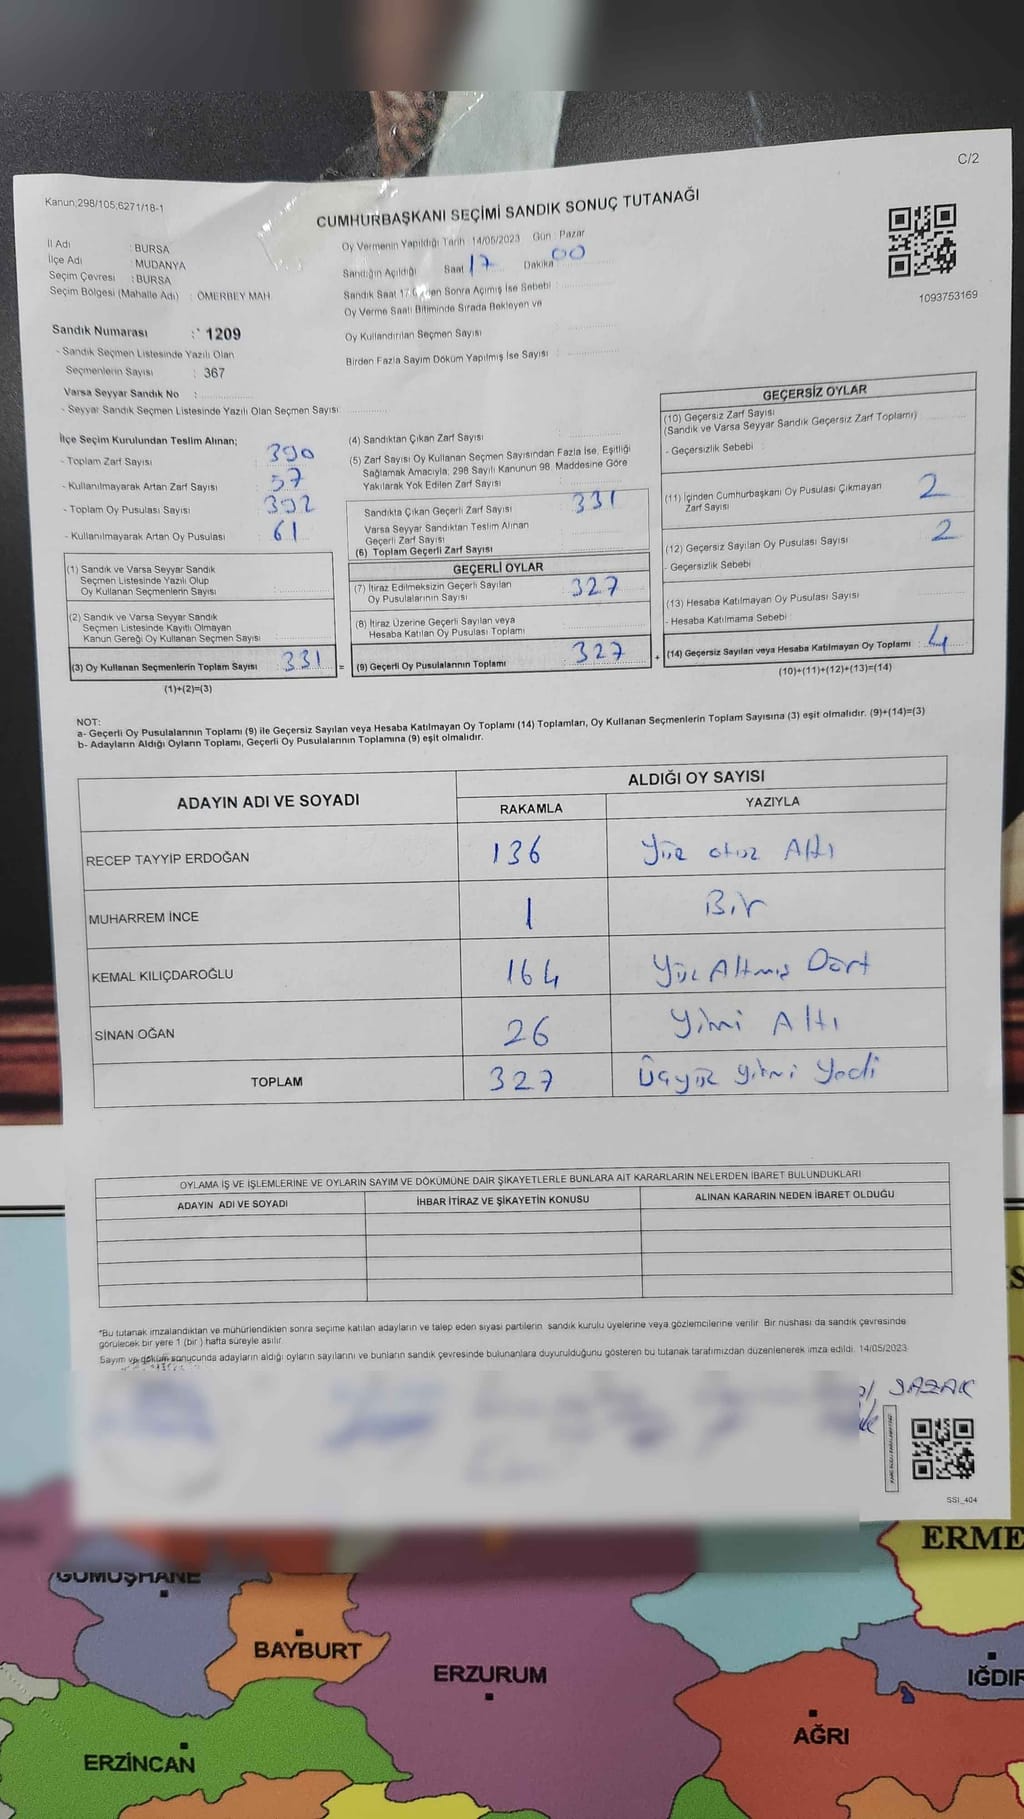 C/2
Kanun;298/105;6271/18-1
CUMHURBAŞKANI SEÇİMİ SANDIK SONUÇ TUTANAĞI
İl Adı : BURSA
İlçe Adı : MUDANYA
Seçim Çevresi : BURSA
Seçim Bölgesi (Mahalle Adı) : ÖMERBEY MAH.
Oy Vermenin Yapıldığı Tarih 14/05/2023 Gün : Pazar
Sandığın Açıldığı Saat 17 Dakika 00
Sandık Saat Sonra Açımış İse Sebebi :
Oy Verme Saati Bitiminde Sırada Bekleyen ve
Oy Kullandırılan Seçmen Sayısı
Birden Fazla Sayım Döküm Yapılmış İse Sayısı :
1093753169
Sandık Numarası : 1209
- Sandık Seçmen Listesinde Yazılı Olan
Seçmenlerin Sayısı : 367
Varsa Seyyar Sandık No :
- Seyyar Sandık Seçmen Listesinde Yazılı Olan Seçmen Sayısı
İlçe Seçim Kurulundan Teslim Alınan;
- Toplam Zarf Sayısı : 390
- Kullanılmayarak Artan Zarf Sayısı : 57
- Toplam Oy Pusulası Sayısı : 392
- Kullanılmayarak Artan Oy Pusulası : 61
(1) Sandık ve Varsa Seyyar Sandık
Seçmen Listesinde Yazılı Olup
Oy Kullanan Seçmenlerin Sayısı
(2) Sandık ve Varsa Seyyar Sandık
Seçmen Listesinde Kayıtlı Olmayan
Kanun Gereği Oy Kullanan Seçmen Sayısı
(3) Oy Kullanan Seçmenlerin Toplam Sayısı : 331 =
(1)+(2)=(3)
(4) Sandıktan Çıkan Zarf Sayısı
(5) Zarf Sayısı Oy Kullanan Seçmen Sayısından Fazla İse, Eşitliği
Sağlamak Amacıyla; 298 Sayılı Kanunun 98. Maddesine Göre
Yakılarak Yok Edilen Zarf Sayısı
Sandıkta Çıkan Geçerli Zarf Sayısı : 331
Varsa Seyyar Sandıktan Teslim Alınan
Geçerli Zarf Sayısı
(6) Toplam Geçerli Zarf Sayısı
GEÇERLİ OYLAR
(7) İtiraz Edilmeksizin Geçerli Sayılan
Oy Pusulalarının Sayısı : 327
(8) İtiraz Üzerine Geçerli Sayılan veya
Hesaba Katılan Oy Pusulası Toplamı
(9) Geçerli Oy Pusulalarının Toplamı 327 +
GEÇERSİZ OYLAR
(10) Geçersiz Zarf Sayısı
(Sandık ve Varsa Seyyar Sandık Geçersiz Zarf Toplamı)
- Geçersizlik Sebebi :
(11) İçinden Cumhurbaşkanı Oy Pusulası Çıkmayan
Zarf Sayısı 2
(12) Geçersiz Sayılan Oy Pusulası Sayısı 2
- Geçersizlik Sebebi
(13) Hesaba Katılmayan Oy Pusulası Sayısı
- Hesaba Katılmama Sebebi :
(14) Geçersiz Sayılan veya Hesaba Katılmayan Oy Toplamı : 4
(10)+(11)+(12)+(13)=(14)
NOT:
a- Geçerli Oy Pusulalarının Toplamı (9) ile Geçersiz Sayılan veya Hesaba Katılmayan Oy Toplamı (14) Toplamları, Oy Kullanan Seçmenlerin Toplam Sayısına (3) eşit olmalıdır. (9)+(14)=(3)
b- Adayların Aldığı Oyların Toplamı, Geçerli Oy Pusulalarının Toplamına (9) eşit olmalıdır.
ADAYIN ADI VE SOYADI
ALDIĞI OY SAYISI
RAKAMLA YAZIYLA
RECEP TAYYİP ERDOĞAN 136 Yüz otuz Altı
MUHARREM İNCE 1 Bir
KEMAL KILIÇDAROĞLU 164 Yüz Altmış Dört
SİNAN OĞAN 26 Yimi Altı
TOPLAM 327 Üçyüz yirmi Yedi
OYLAMA İŞ VE İŞLEMLERİNE VE OYLARIN SAYIM VE DÖKÜMÜNE DAİR ŞİKAYETLERLE BUNLARA AİT KARARLARIN NELERDEN İBARET BULUNDUKLARI
ADAYIN ADI VE SOYADI İHBAR İTİRAZ VE ŞİKAYETİN KONUSU ALINAN KARARIN NEDEN İBARET OLDUĞU
*Bu tutanak imzalandıktan ve mühürlendikten sonra seçime katılan adayların ve talep eden siyasi partilerin sandık kurulu üyelerine veya gözlemcilerine verilir. Bir nushası da sandık çevresinde
görülecek bir yere 1 (bir) hafta süreyle asılır.
Sayım ve döküm sonucunda adayların aldığı oyların sayılarını ve bunların sandık çevresinde bulunanlara duyurulduğunu gösteren bu tutanak tarafımızdan düzenlenerek imza edildi. 14/05/2023
SAZAK
SSI_404
ERME
GÜMÜŞHANE
BAYBURT
ERZURUM
IĞDIR
AĞRI
ERZİNCAN